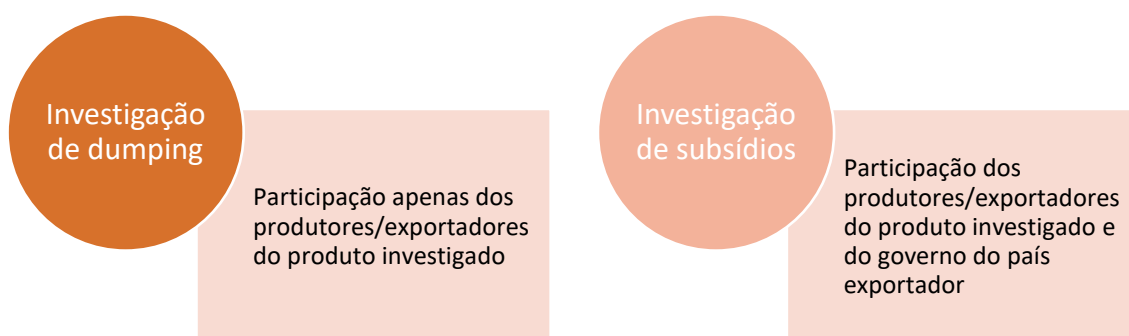 Investigação
de dumping
Participação apenas dos
produtores/exportadores
do produto investigado
Investigação
de subsídios
Participação dos
produtores/exportadores
do produto investigado e
do governo do país
exportador